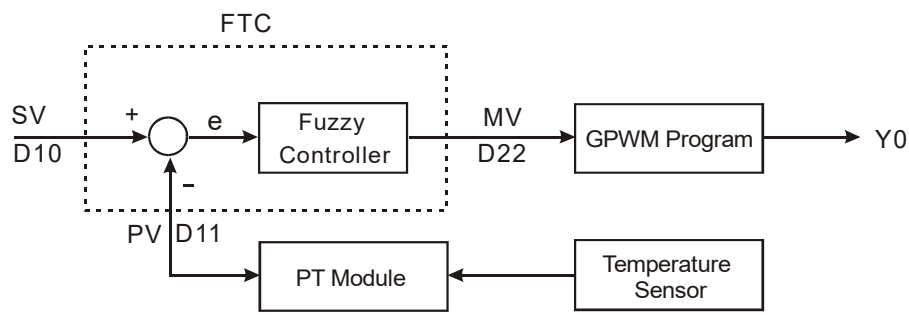 FTC
SV
D10
+
e
Fuzzy
Controller
MV
D22
GPWM Program
Y0
–
PV
D11
PT Module
Temperature
Sensor